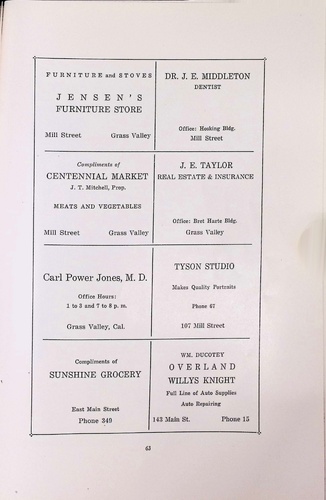 FURNITURE and STOVES
JENSEN'S
FURNITURE STORE
Mill Street Grass Valley
DR. J. E. MIDDLETON
DENTIST
Office: Hosking Bldg.
Mill Street
Compliments of
CENTENNIAL MARKET
J. T. Mitchell, Prop.
MEATS AND VEGETABLES
Mill Street Grass Valley
J. E. TAYLOR
REAL ESTATE & INSURANCE
Office: Bret Harte Bldg.
Grass Valley
Carl Power Jones, M. D.
Office Hours:
1 to 3 and 7 to 8 p. m.
Grass Valley, Cal.
TYSON STUDIO
Makes Quality Portraits
Phone 67
107 Mill Street
Compliments of
SUNSHINE GROCERY
East Main Street
Phone 349
WM. DUCOTEY
OVERLAND
WILLYS KNIGHT
Full Line of Auto Supplies
Auto Repairing
143 Main St. Phone 15
63